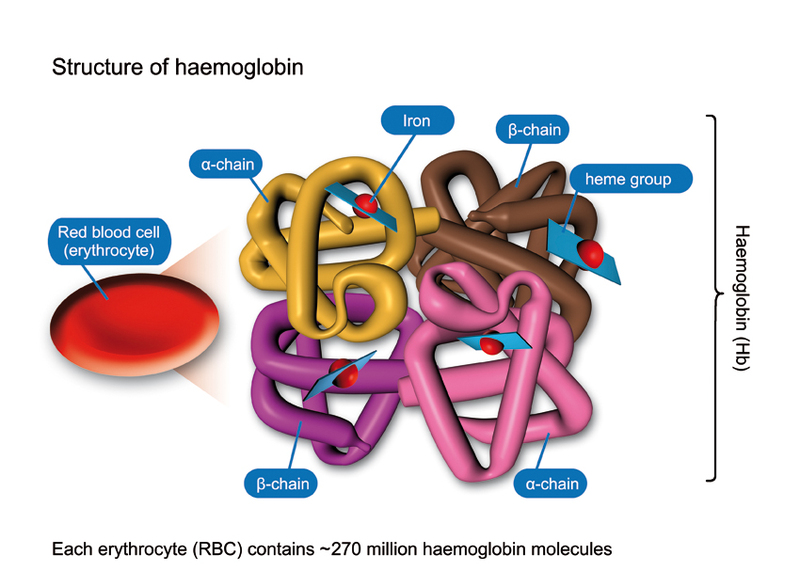 Structure of haemoglobin
Iron
β-chain
α-chain
heme group
Red blood cell
(erythrocyte)
Haemoglobin (Hb)
β-chain
α-chain
Each erythrocyte (RBC) contains ~270 million haemoglobin molecules